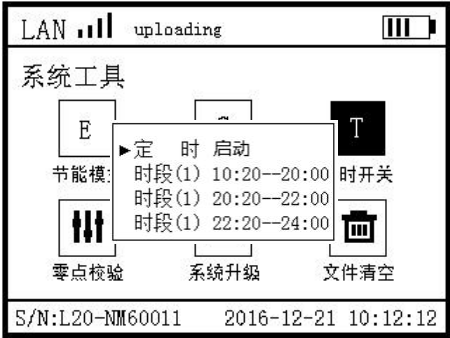 LAN uploading
系统工具
E
T
定 时 启动
时段(1) 10:20--20:00
时段(1) 20:20--22:00
时段(1) 22:20--24:00
节能模
时开关
零点校验
系统升级
文件清空
S/N:L20-NM60011 2016-12-21 10:12:12